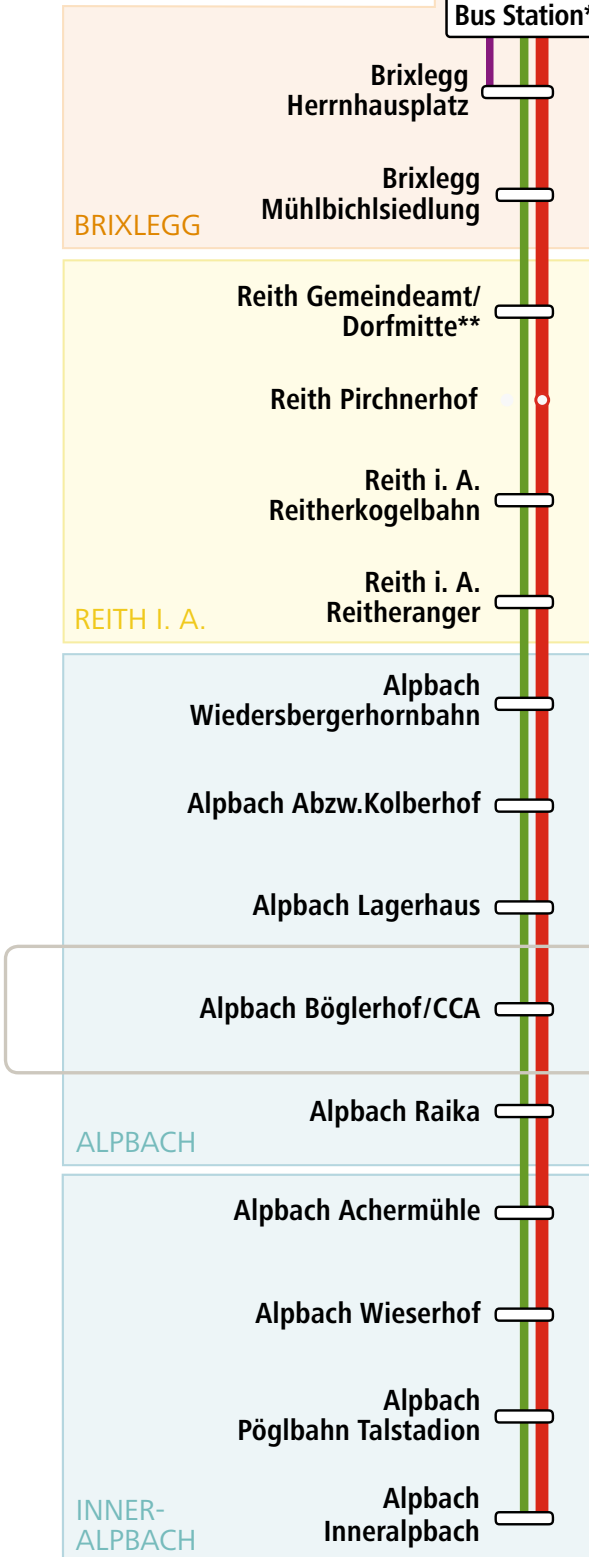 Bus Station*
Brixlegg
Herrnhausplatz
Brixlegg
Mühlbichlsiedlung
BRIXLEGG
Reith Gemeindeamt/
Dorfmitte**
Reith Pirchnerhof
Reith i. A.
Reitherkogelbahn
Reith i. A.
Reitheranger
REITH I. A.
Alpbach
Wiedersbergerhornbahn
Alpbach Abzw.Kolberhof
Alpbach Lagerhaus
Alpbach Böglerhof/CCA
Alpbach Raika
ALPBACH
Alpbach Achermühle
Alpbach Wieserhof
Alpbach
Pöglbahn Talstadion
Alpbach
Inneralpbach
INNER-
ALPBACH